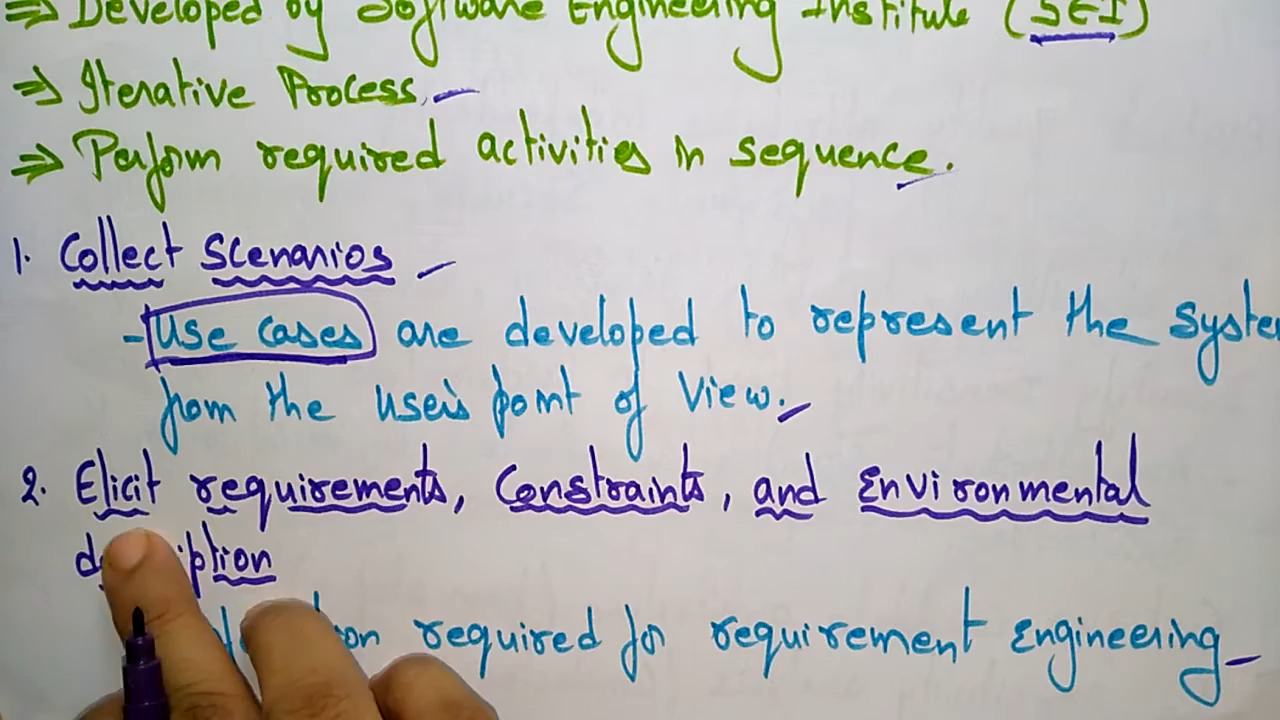 ⇒ Developed by Software Engineering Institute (SEI)
⇒ Iterative Process.
⇒ Perform required activities in sequence.
1. Collect Scenarios
- Use cases are developed to represent the Syste
from the user's point of view.
2. Elicit requirements, Constraints, and Environmental
required for requirement Engineering